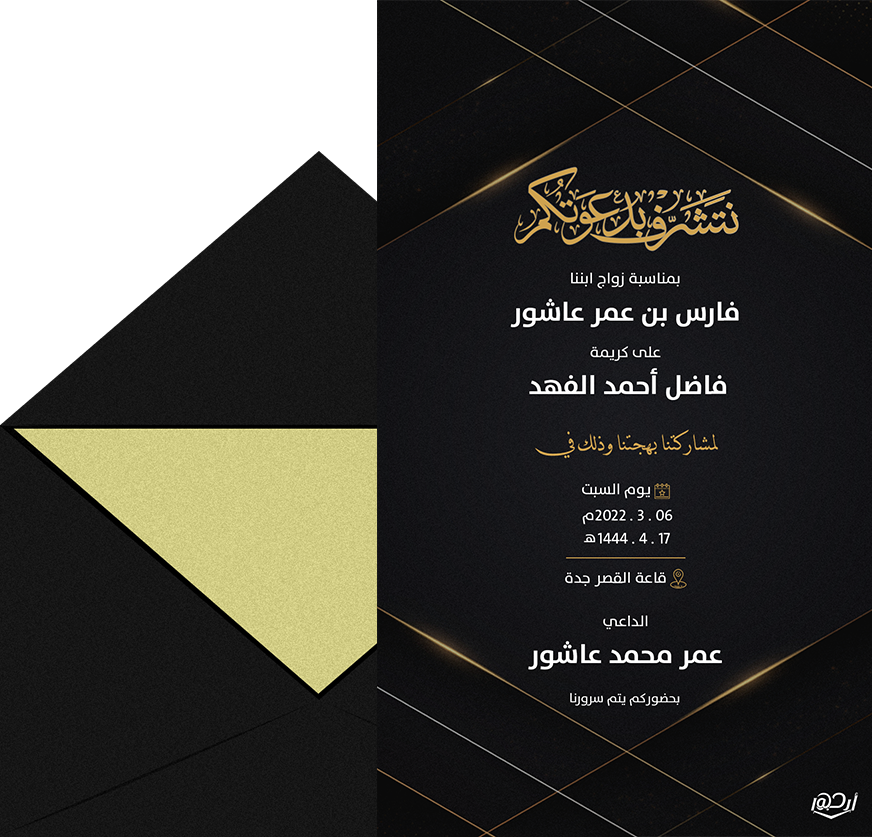 نتشرف بدعوتكم
بمناسبة زواج ابننا
فارس بن عمر عاشور
على كريمة
فاضل أحمد الفهد
لمشاركتنا بهجتنا وذلك في
يوم السبت
06 . 3 . 2022م
17 . 4 . 1444هـ
قاعة القصر جدة
الداعي
عمر محمد عاشور
بحضوركم يتم سرورنا